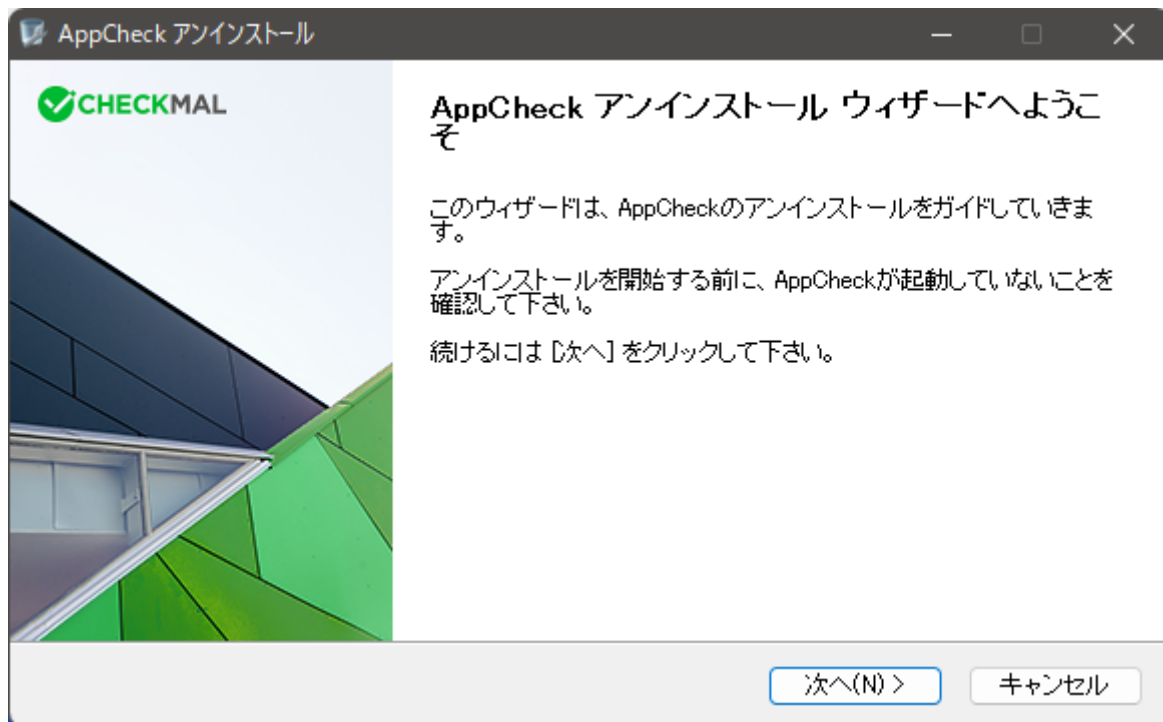 AppCheck アンインストール
CHECKMAL
AppCheck アンインストール ウィザードへようこ
そ
このウィザードは、AppCheckのアンインストールをガイドしていきま
す。
アンインストールを開始する前に、AppCheckが起動していないことを
確認して下さい。
続けるには [次へ] をクリックして下さい。
次へ(N) >
キャンセル